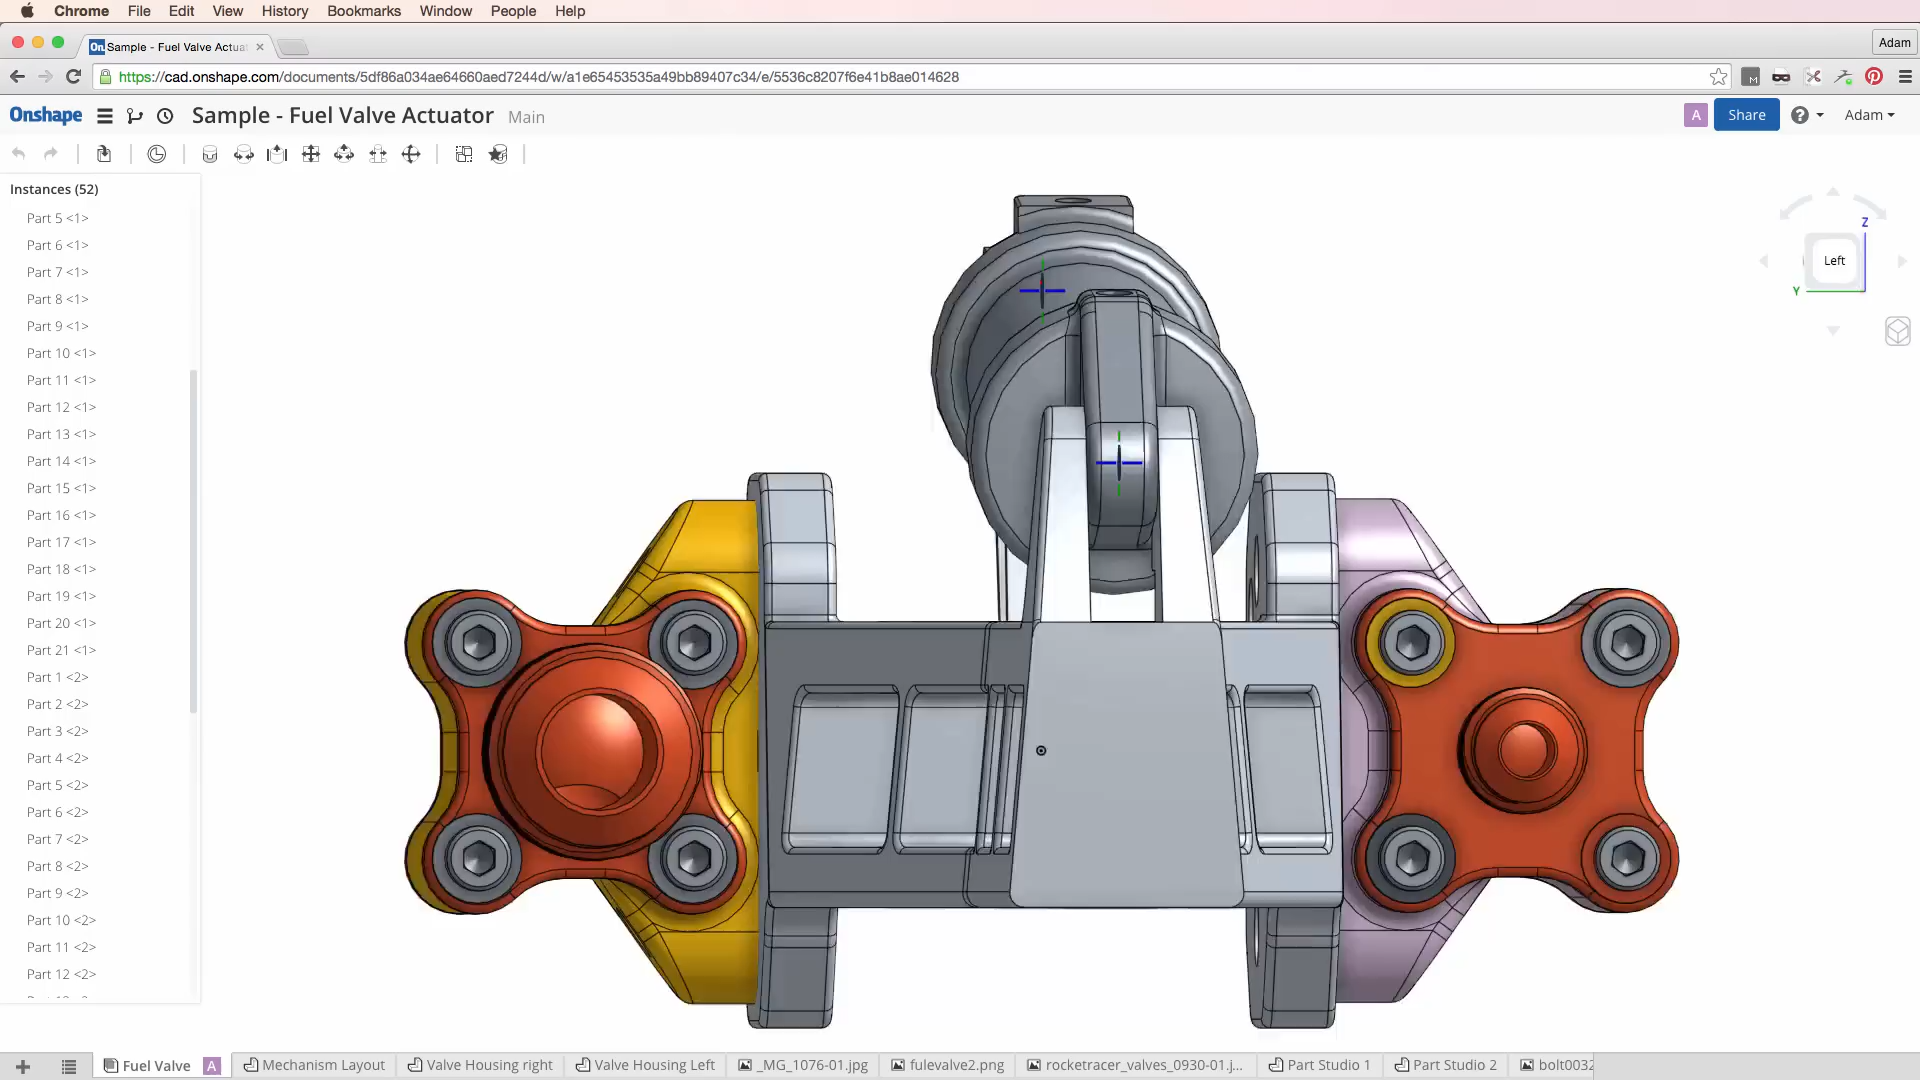 Chrome File Edit View History Bookmarks Window People Help
On. Sample - Fuel Valve Actua
Adam
https://cad.onshape.com/documents/5df86a034ae64660aed7244d/w/a1e65453535a49bb89407c34/e/5536c8207f6e41b8ae014628
Onshape Sample - Fuel Valve Actuator Main A Share Adam
Instances (52)
Part 5 <1>
Part 6 <1>
Part 7 <1>
Part 8 <1>
Part 9 <1>
Part 10 <1>
Part 11 <1>
Part 12 <1>
Part 13 <1>
Part 14 <1>
Part 15 <1>
Part 16 <1>
Part 17 <1>
Part 18 <1>
Part 19 <1>
Part 20 <1>
Part 21 <1>
Part 1 <2>
Part 2 <2>
Part 3 <2>
Part 4 <2>
Part 5 <2>
Part 6 <2>
Part 7 <2>
Part 8 <2>
Part 9 <2>
Part 10 <2>
Part 11 <2>
Part 12 <2>
Z
Left
Y
Fuel Valve A Mechanism Layout Valve Housing right Valve Housing Left _MG_1076-01.jpg fulevalve2.png rocketracer_valves_0930-01.j... Part Studio 1 Part Studio 2 bolt0032